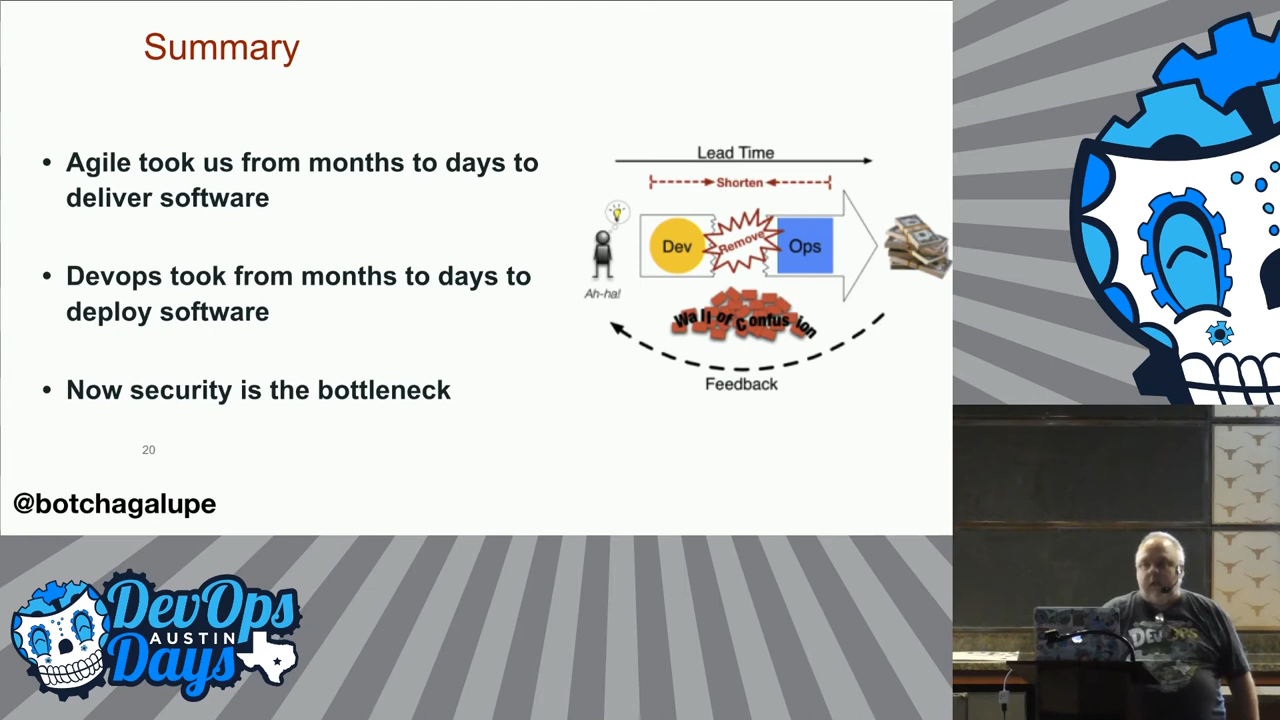 Summary
• Agile took us from months to days to
deliver software
• Devops took from months to days to
deploy software
• Now security is the bottleneck
20
@botchagalupe
Lead Time
Shorten
Dev
Remove
Ops
Ah-ha!
Wall of Confusion
Feedback
DevOps
AUSTIN
Days
DEVOPS